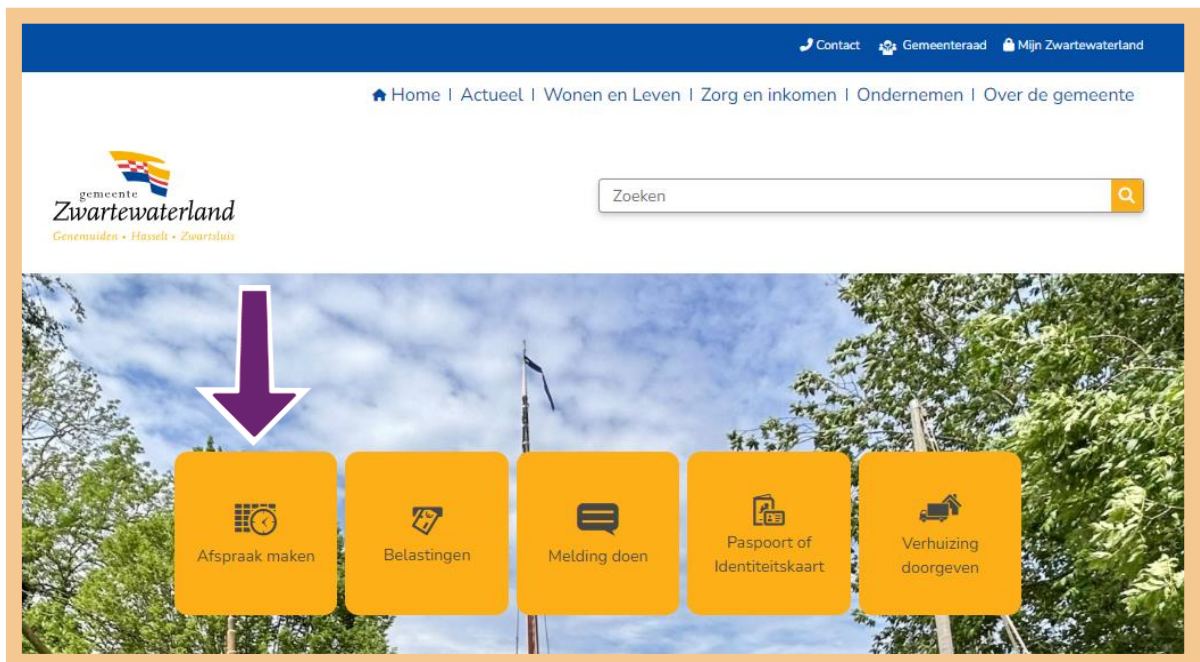 Contact Gemeenteraad Mijn Zwartewaterland
Home | Actueel | Wonen en Leven | Zorg en inkomen | Ondernemen | Over de gemeente
gemeente
Zwartewaterland
Genemuiden • Hasselt • Zwartsluis
Zoeken
Afspraak maken
Belastingen
Melding doen
Paspoort of
Identiteitskaart
Verhuizing
doorgeven